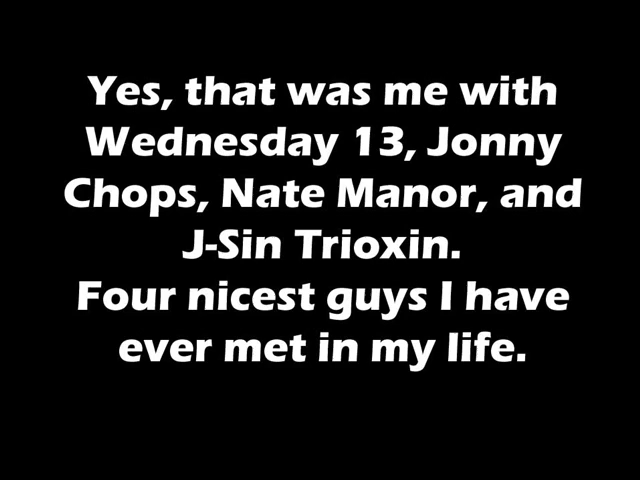 Yes, that was me with
Wednesday 13, Jonny
Chops, Nate Manor, and
J-Sin Trioxin.
Four nicest guys I have
ever met in my life.